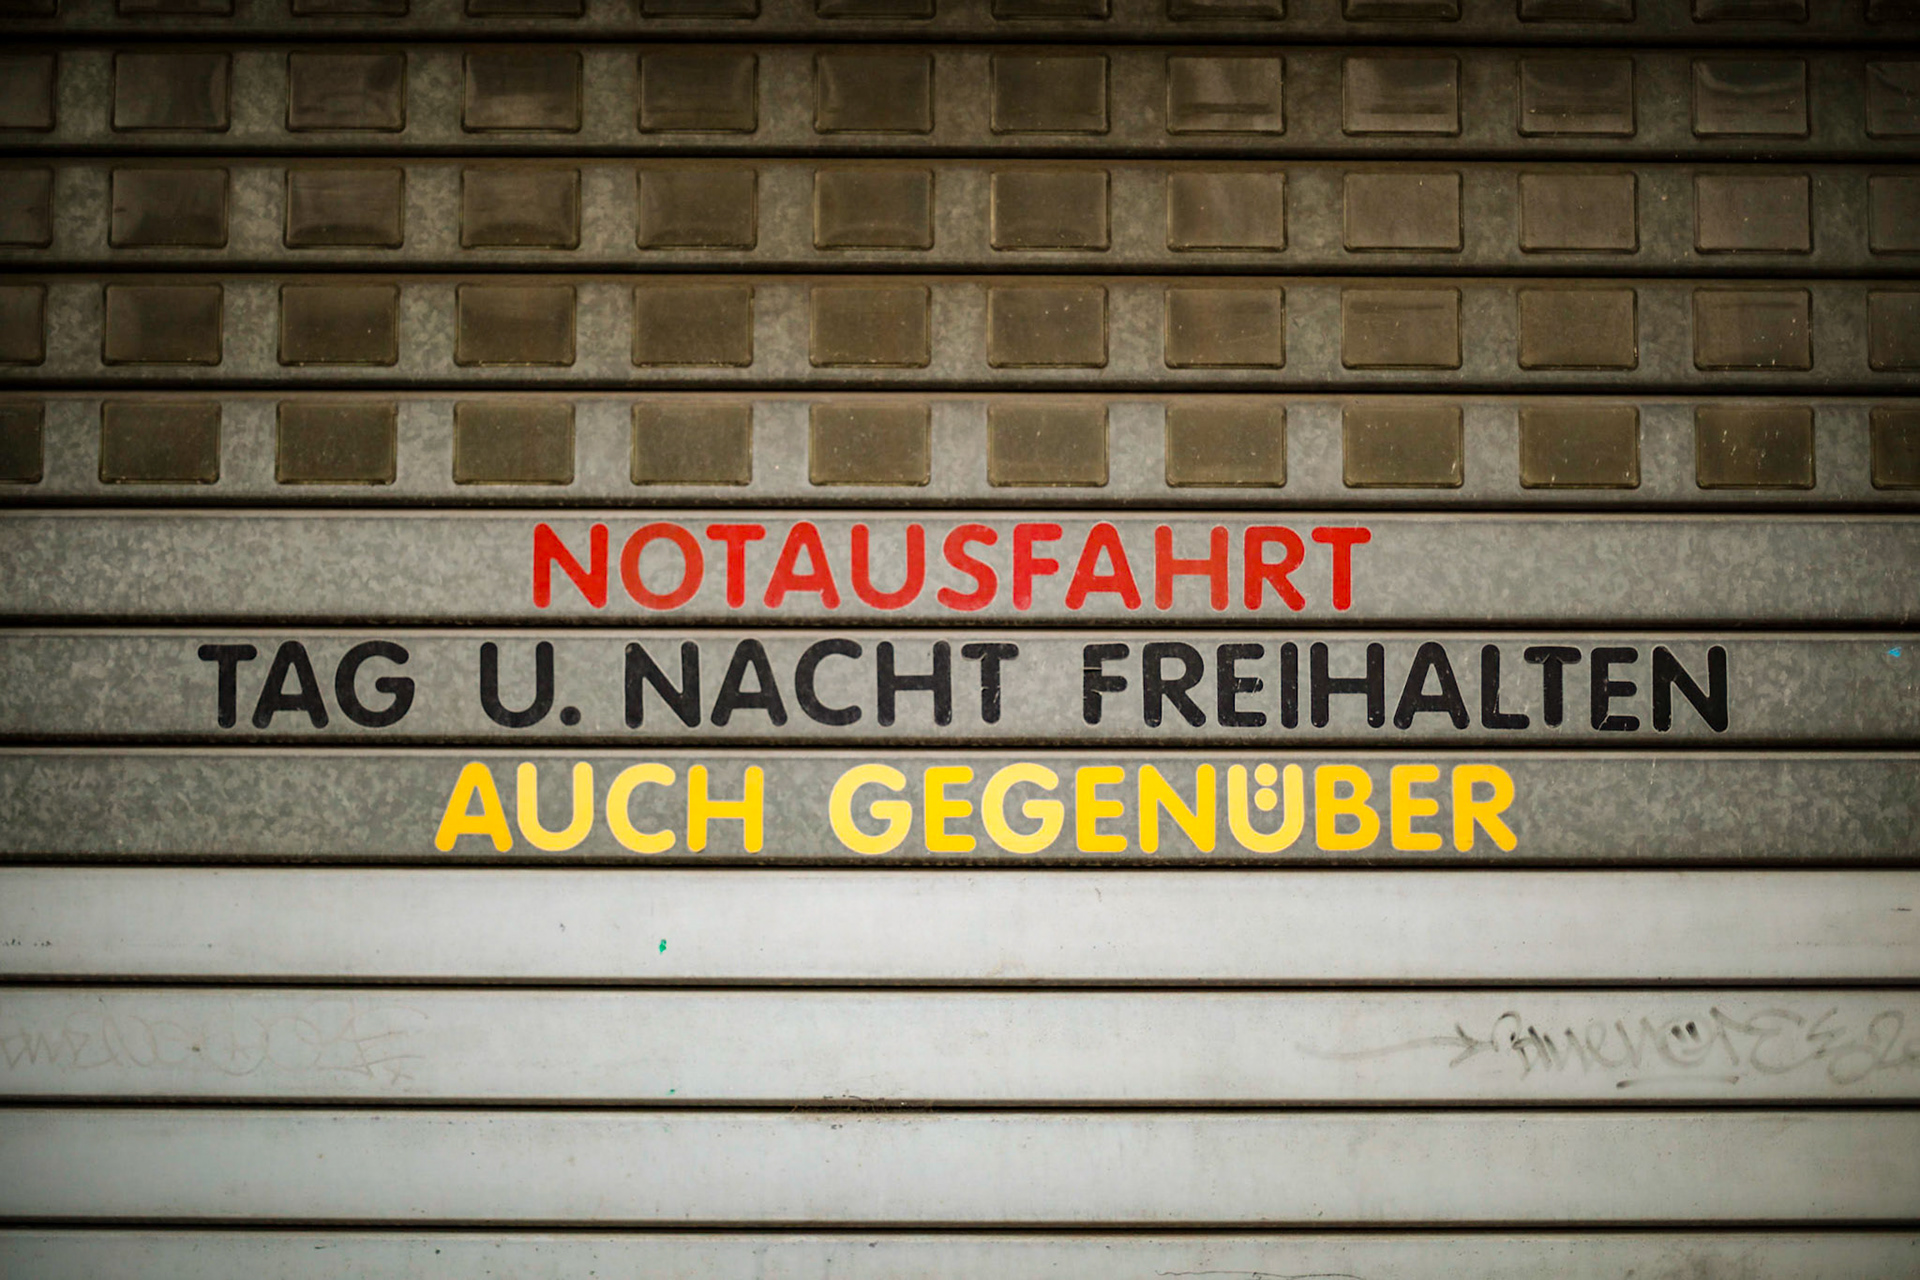 NOTAUSFAHRT
TAG U. NACHT FREIHALTEN
AUCH GEGENÜBER